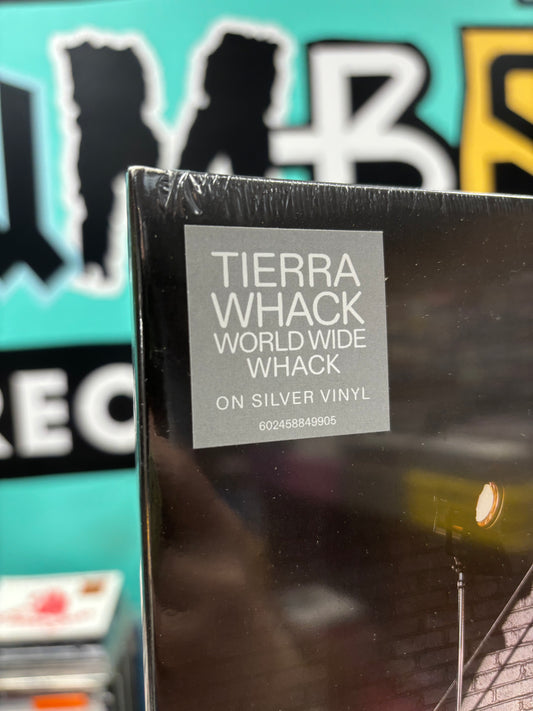 TIERRA
WHACK
WORLD WIDE
WHACK
ON SILVER VINYL
602458849905
REC